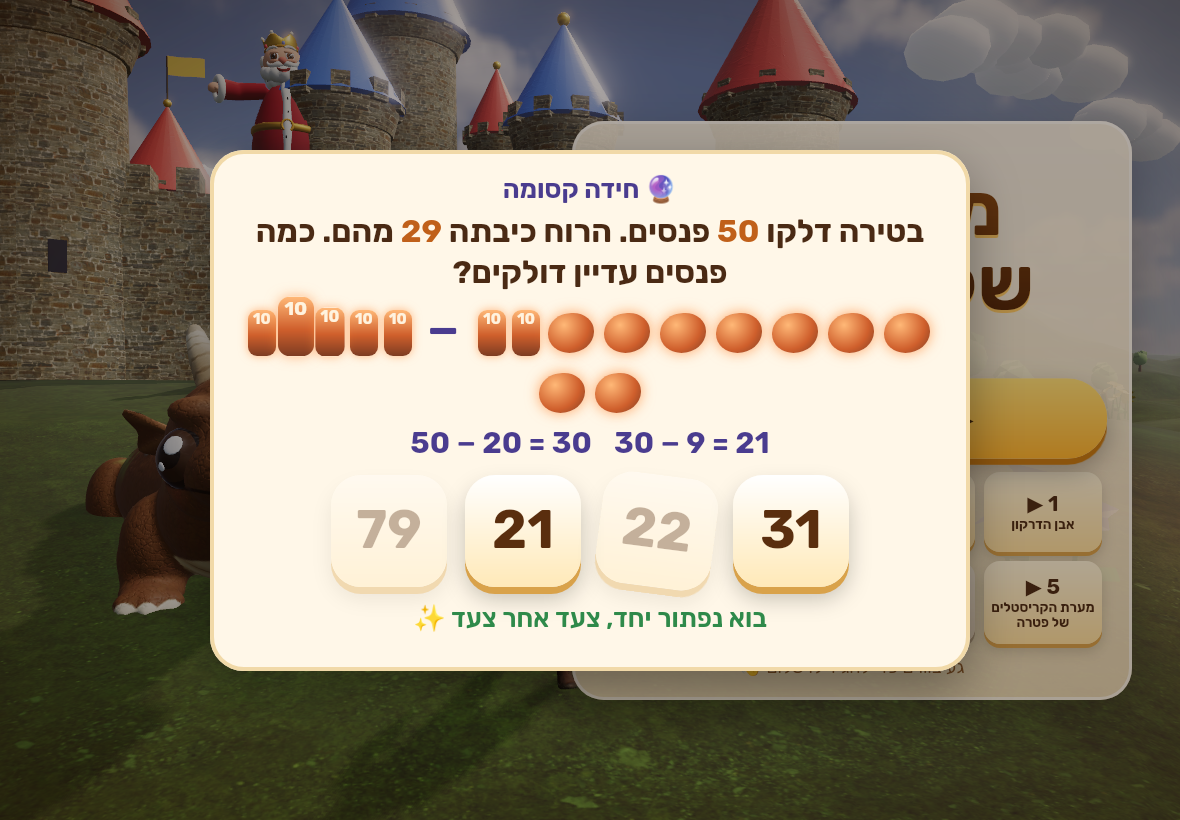 חידה קסומה
בטירה דלקו 50 פנסים. הרוח כיבתה 29 מהם. כמה
פנסים עדיין דולקים?
10 10 10 10 10 – 10 10
50 – 20 = 30 30 – 9 = 21
79 21 22 31
בוא נפתור יחד, צעד אחר צעד ✨
1 ▶
אבן הדרקון
5 ▶
מערת הקריסטלים
של פטרה